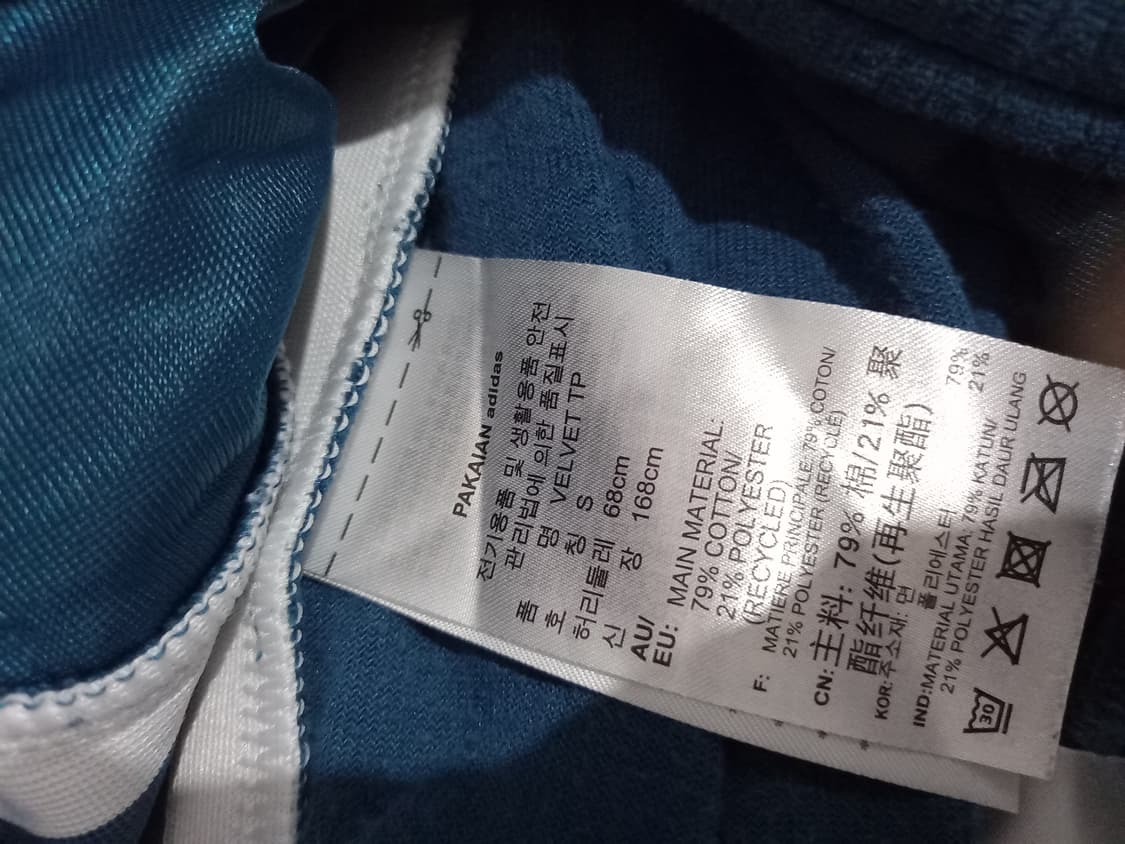 PAKAIAN adidas
전기용품 및 생활용품 안전
관리법에 의한 품질표시
품 명 VELVET TP
호 칭 S
허리둘레 68cm
신 장 168cm
AU/
EU: MAIN MATERIAL:
79% COTTON/
21% POLYESTER
(RECYCLED)
F: MATIERE PRINCIPALE:79% COTON/
21% POLYESTER (RECYCLÉ)
CN: 主料: 79% 棉/21% 聚
酯纤维(再生聚酯)
KOR:주소재: 면 79%
폴리에스터 21%
IND:MATERIAL UTAMA:79% KATUN/
21% POLYESTER HASIL DAUR ULANG
30